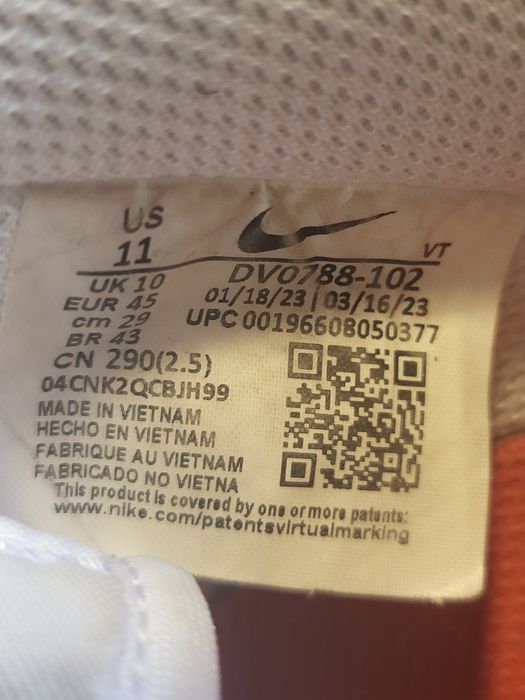 US
11
VT
UK 10
EUR 45
cm 29
BR 43
CN 290(2.5)
DV0788-102
01/18/23 | 03/16/23
UPC 00196608050377
04CNK2QCBJH99
MADE IN VIETNAM
HECHO EN VIETNAM
FABRIQUE AU VIETNAM
FABRICADO NO VIETNA
This product is covered by one or more patents:
www.nike.com/patentsvirtualmarking